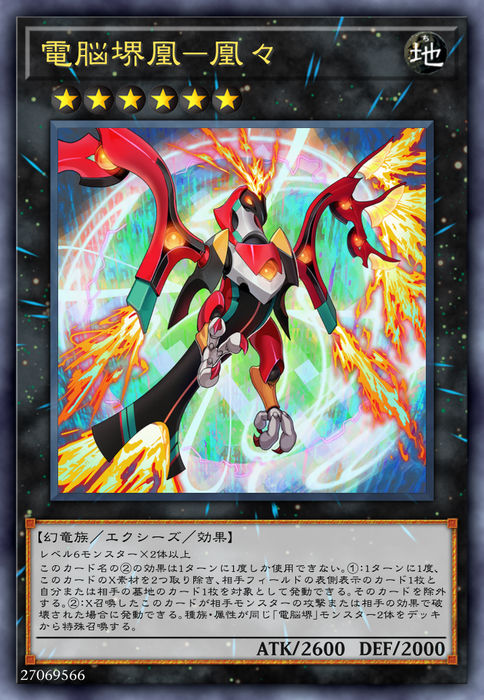 電脳堺凰－凰々
ち
地
【幻竜族／エクシーズ／効果】
レベル6モンスター×2体以上
このカード名の②の効果は1ターンに1度しか使用できない。①:1ターンに1度、
このカードのX素材を2つ取り除き、相手フィールドの表側表示のカード1枚と
自分または相手の墓地のカード1枚を対象として発動できる。そのカードを除外
する。②:X召喚したこのカードが相手モンスターの攻撃または相手の効果で破
壊された場合に発動できる。種族・属性が同じ「電脳堺」モンスター2体をデッキ
から特殊召喚する。
ATK/2600 DEF/2000
27069566